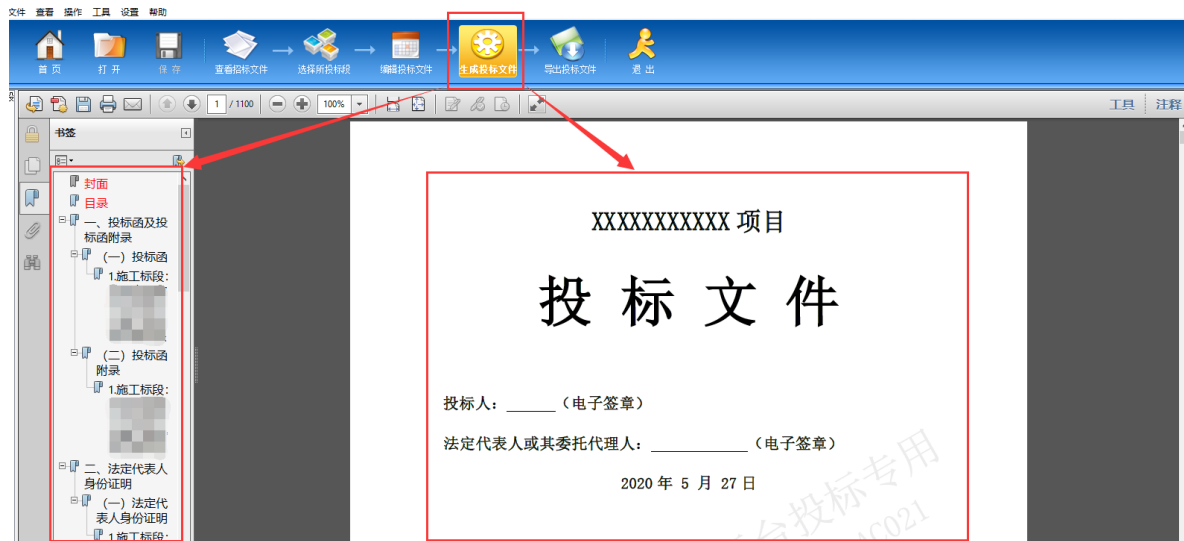 文件 查看 操作 工具 设置 帮助
首页 打开 保存 查看招标文件 选择所投标段 编辑投标文件 生成投标文件 导出投标文件 退出
1 / 1100 100% 工具 注释
书签
封面
目录
一、投标函及投
标函附录
（一）投标函
1.施工标段:
（二）投标函
附录
1.施工标段:
二、法定代表人
身份证明
（一）法定代
表人身份证明
1.施工标段:
XXXXXXXXXXX 项目
投 标 文 件
投标人：______（电子签章）
法定代表人或其委托代理人：____________（电子签章）
2020 年 5 月 27 日
台投标专用
AC021